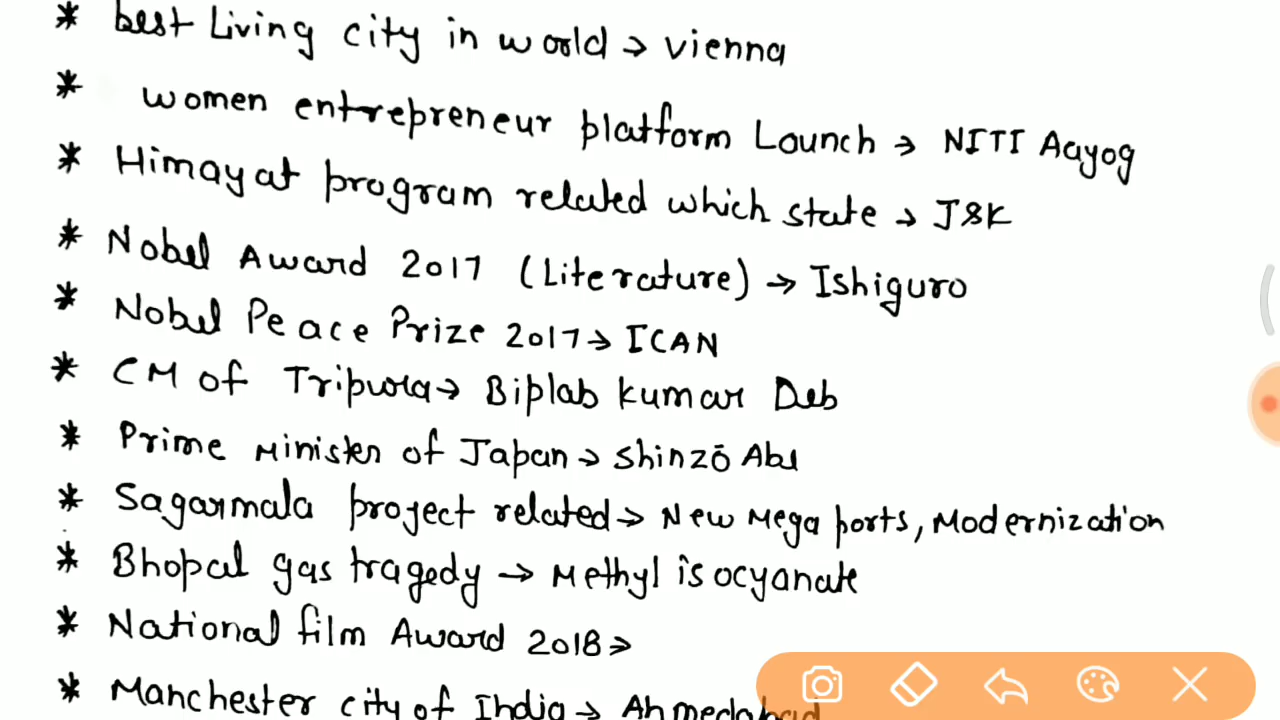 * best Living city in world → vienna
* women entrepreneur platform Launch → NITI Aayog
* Himayat program related which state → J&K
* Nobel Award 2017 (Literature) → Ishiguro
* Nobel Peace Prize 2017 → ICAN
* CM of Tripura → Biplab kumar Deb
* Prime Minister of Japan → Shinzō Abe
* Sagarmala project related → New Mega ports, Modernization
* Bhopal gas tragedy → Methyl isocyanate
* National film Award 2018 →
* Manchester city of India → Ahmedabad